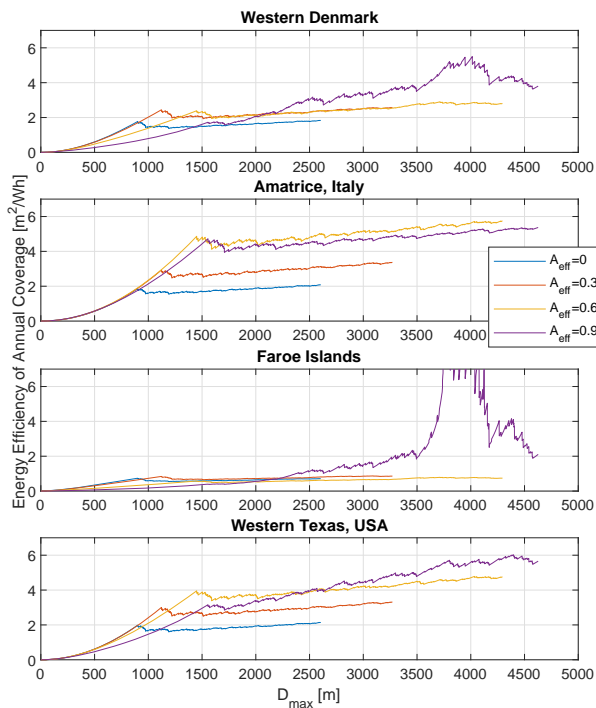 Western Denmark
6
4
2
0
0 500 1000 1500 2000 2500 3000 3500 4000 4500 5000
Amatrice, Italy
6
4
2
0
0 500 1000 1500 2000 2500 3000 3500 4000 4500 5000
A_eff=0
A_eff=0.3
A_eff=0.6
A_eff=0.9
Energy Efficiency of Annual Coverage [m²/Wh]
Faroe Islands
6
4
2
0
0 500 1000 1500 2000 2500 3000 3500 4000 4500 5000
Western Texas, USA
6
4
2
0
0 500 1000 1500 2000 2500 3000 3500 4000 4500 5000
D_max [m]